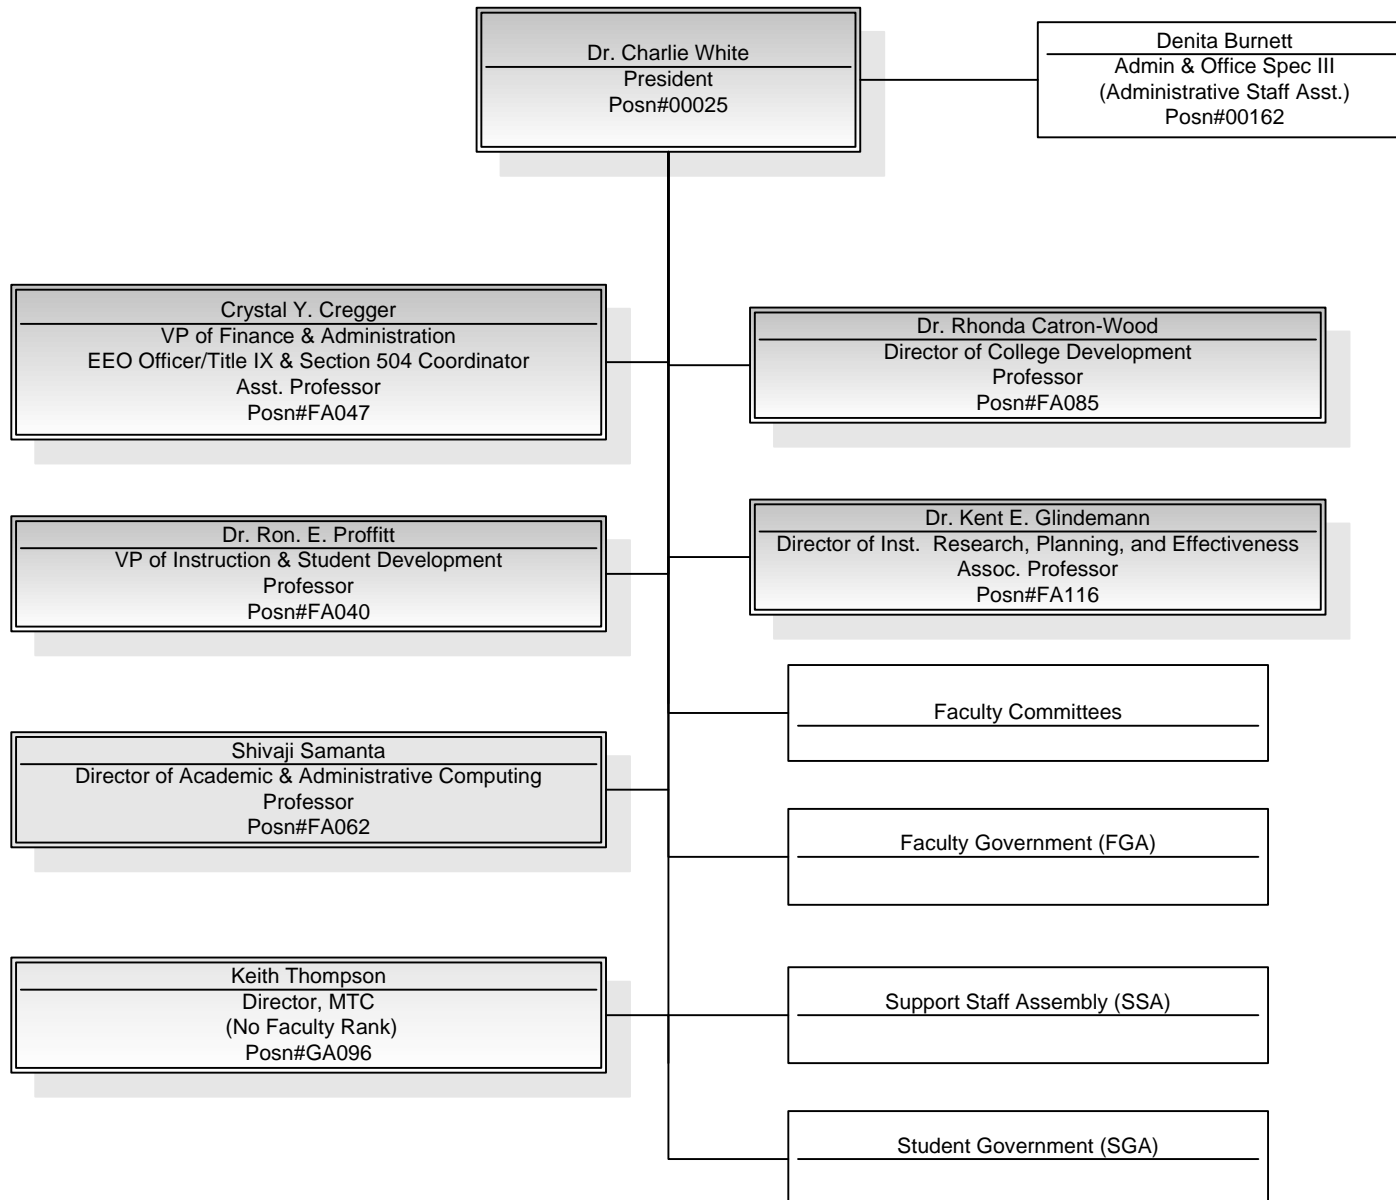 Dr. Charlie White
President
Posn#00025
Denita Burnett
Admin & Office Spec III
(Administrative Staff Asst.)
Posn#00162
Crystal Y. Cregger
VP of Finance & Administration
EEO Officer/Title IX & Section 504 Coordinator
Asst. Professor
Posn#FA047
Dr. Rhonda Catron-Wood
Director of College Development
Professor
Posn#FA085
Dr. Ron. E. Proffitt
VP of Instruction & Student Development
Professor
Posn#FA040
Dr. Kent E. Glindemann
Director of Inst.  Research, Planning, and Effectiveness
Assoc. Professor
Posn#FA116
Faculty Committees
Shivaji Samanta
Director of Academic & Administrative Computing
Professor
Posn#FA062
Faculty Government (FGA)
Keith Thompson
Director, MTC
(No Faculty Rank)
Posn#GA096
Support Staff Assembly (SSA)
Student Government (SGA)